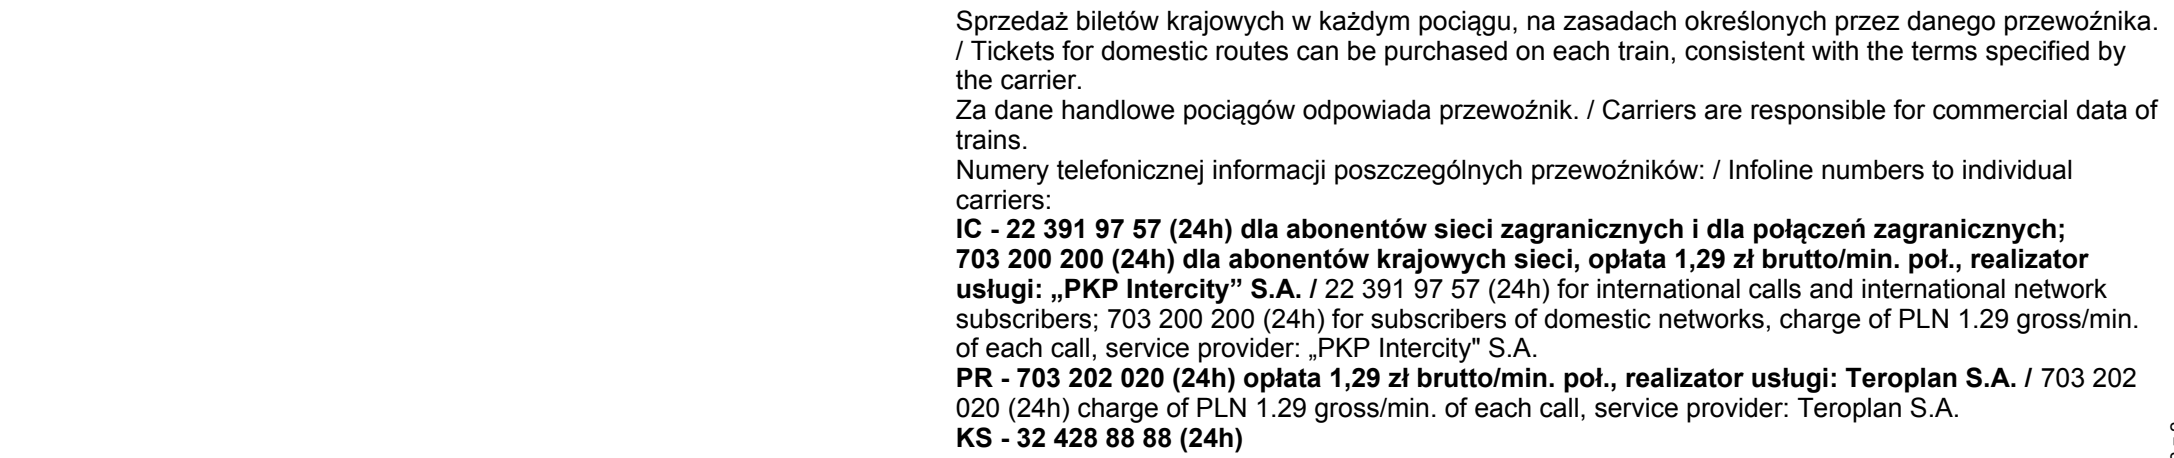 Sprzedaż biletów krajowych w każdym pociągu, na zasadach określonych przez danego przewoźnika.
/ Tickets for domestic routes can be purchased on each train, consistent with the terms specified by
the carrier.
Za dane handlowe pociągów odpowiada przewoźnik. / Carriers are responsible for commercial data of
trains.
Numery telefonicznej informacji poszczególnych przewoźników: / Infoline numbers to individual
carriers:
IC - 22 391 97 57 (24h) dla abonentów sieci zagranicznych i dla połączeń zagranicznych;
703 200 200 (24h) dla abonentów krajowych sieci, opłata 1,29 zł brutto/min. poł., realizator
usługi: „PKP Intercity” S.A. / 22 391 97 57 (24h) for international calls and international network
subscribers; 703 200 200 (24h) for subscribers of domestic networks, charge of PLN 1.29 gross/min.
of each call, service provider: „PKP Intercity" S.A.
PR - 703 202 020 (24h) opłata 1,29 zł brutto/min. poł., realizator usługi: Teroplan S.A. / 703 202
020 (24h) charge of PLN 1.29 gross/min. of each call, service provider: Teroplan S.A.
KS - 32 428 88 88 (24h)